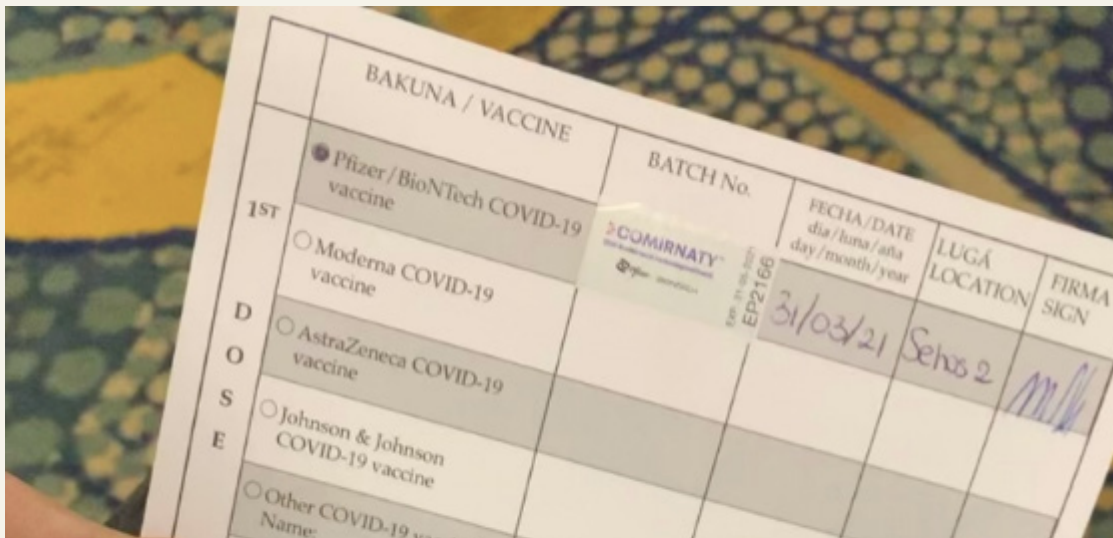 BAKUNA / VACCINE
BATCH No.
FECHA/DATE
dia/luna/aña
day/month/year
LUGÁ
LOCATION
FIRMA
SIGN
1ST
DOSE
Pfizer/BioNTech COVID-19
vaccine
COMIRNATY
EP2166
31/03/21
Sehos 2
Moderna COVID-19
vaccine
AstraZeneca COVID-19
vaccine
Johnson & Johnson
COVID-19 vaccine
Other COVID-19
Name: